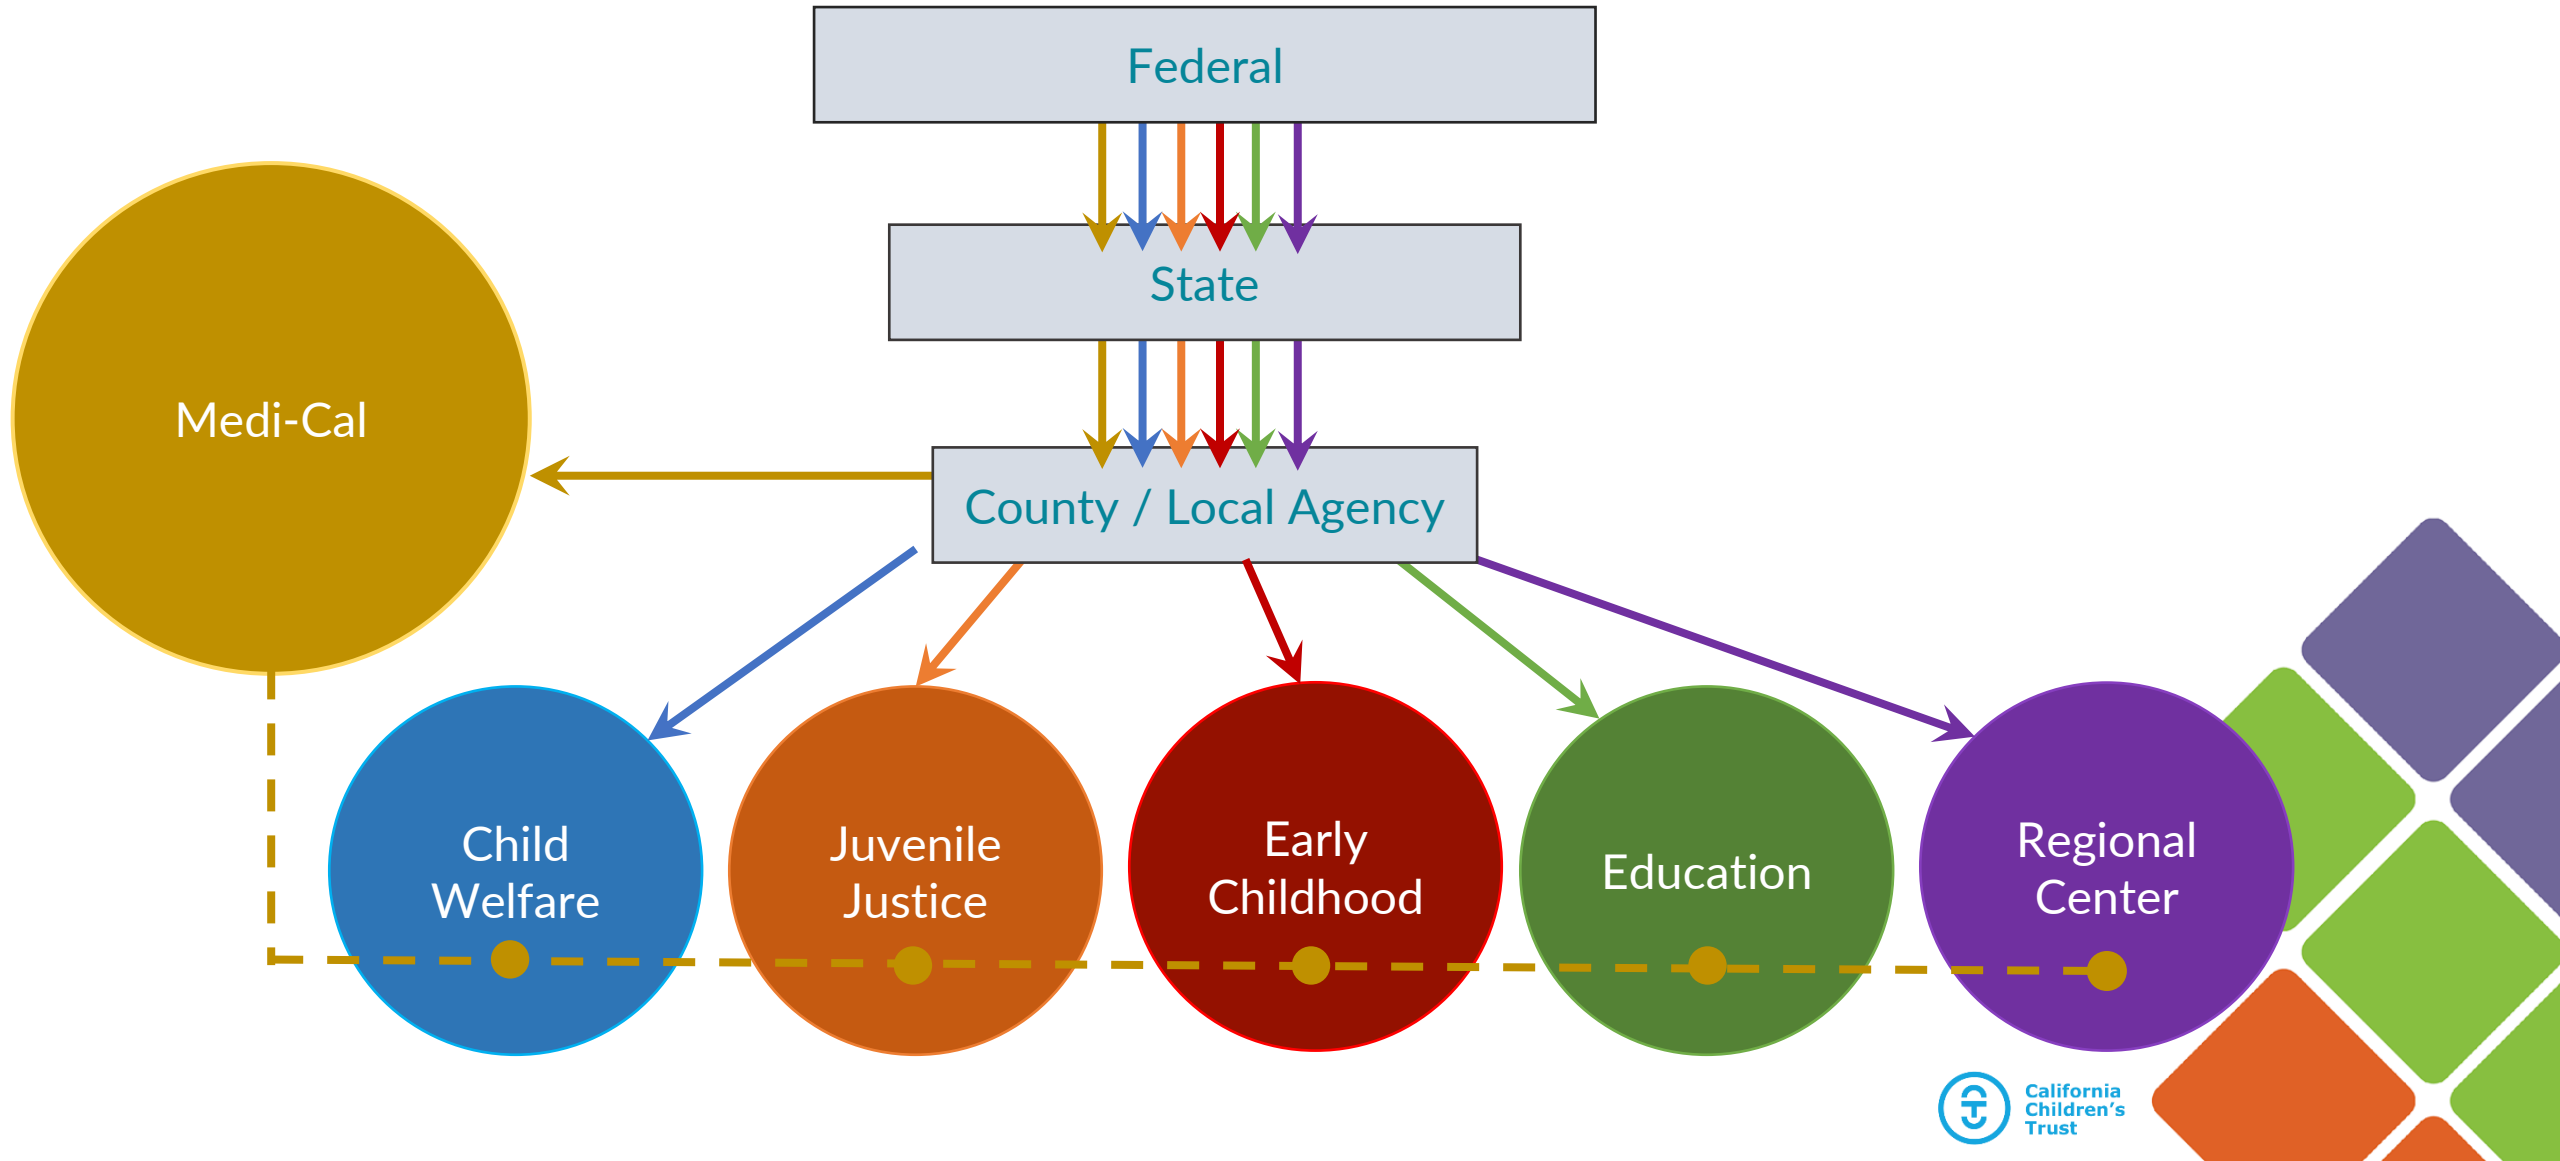 Federal
State
County / Local Agency
Medi-Cal
Child
Welfare
Juvenile
Justice
Early
Childhood
Education
Regional
Center
California
Children's
Trust